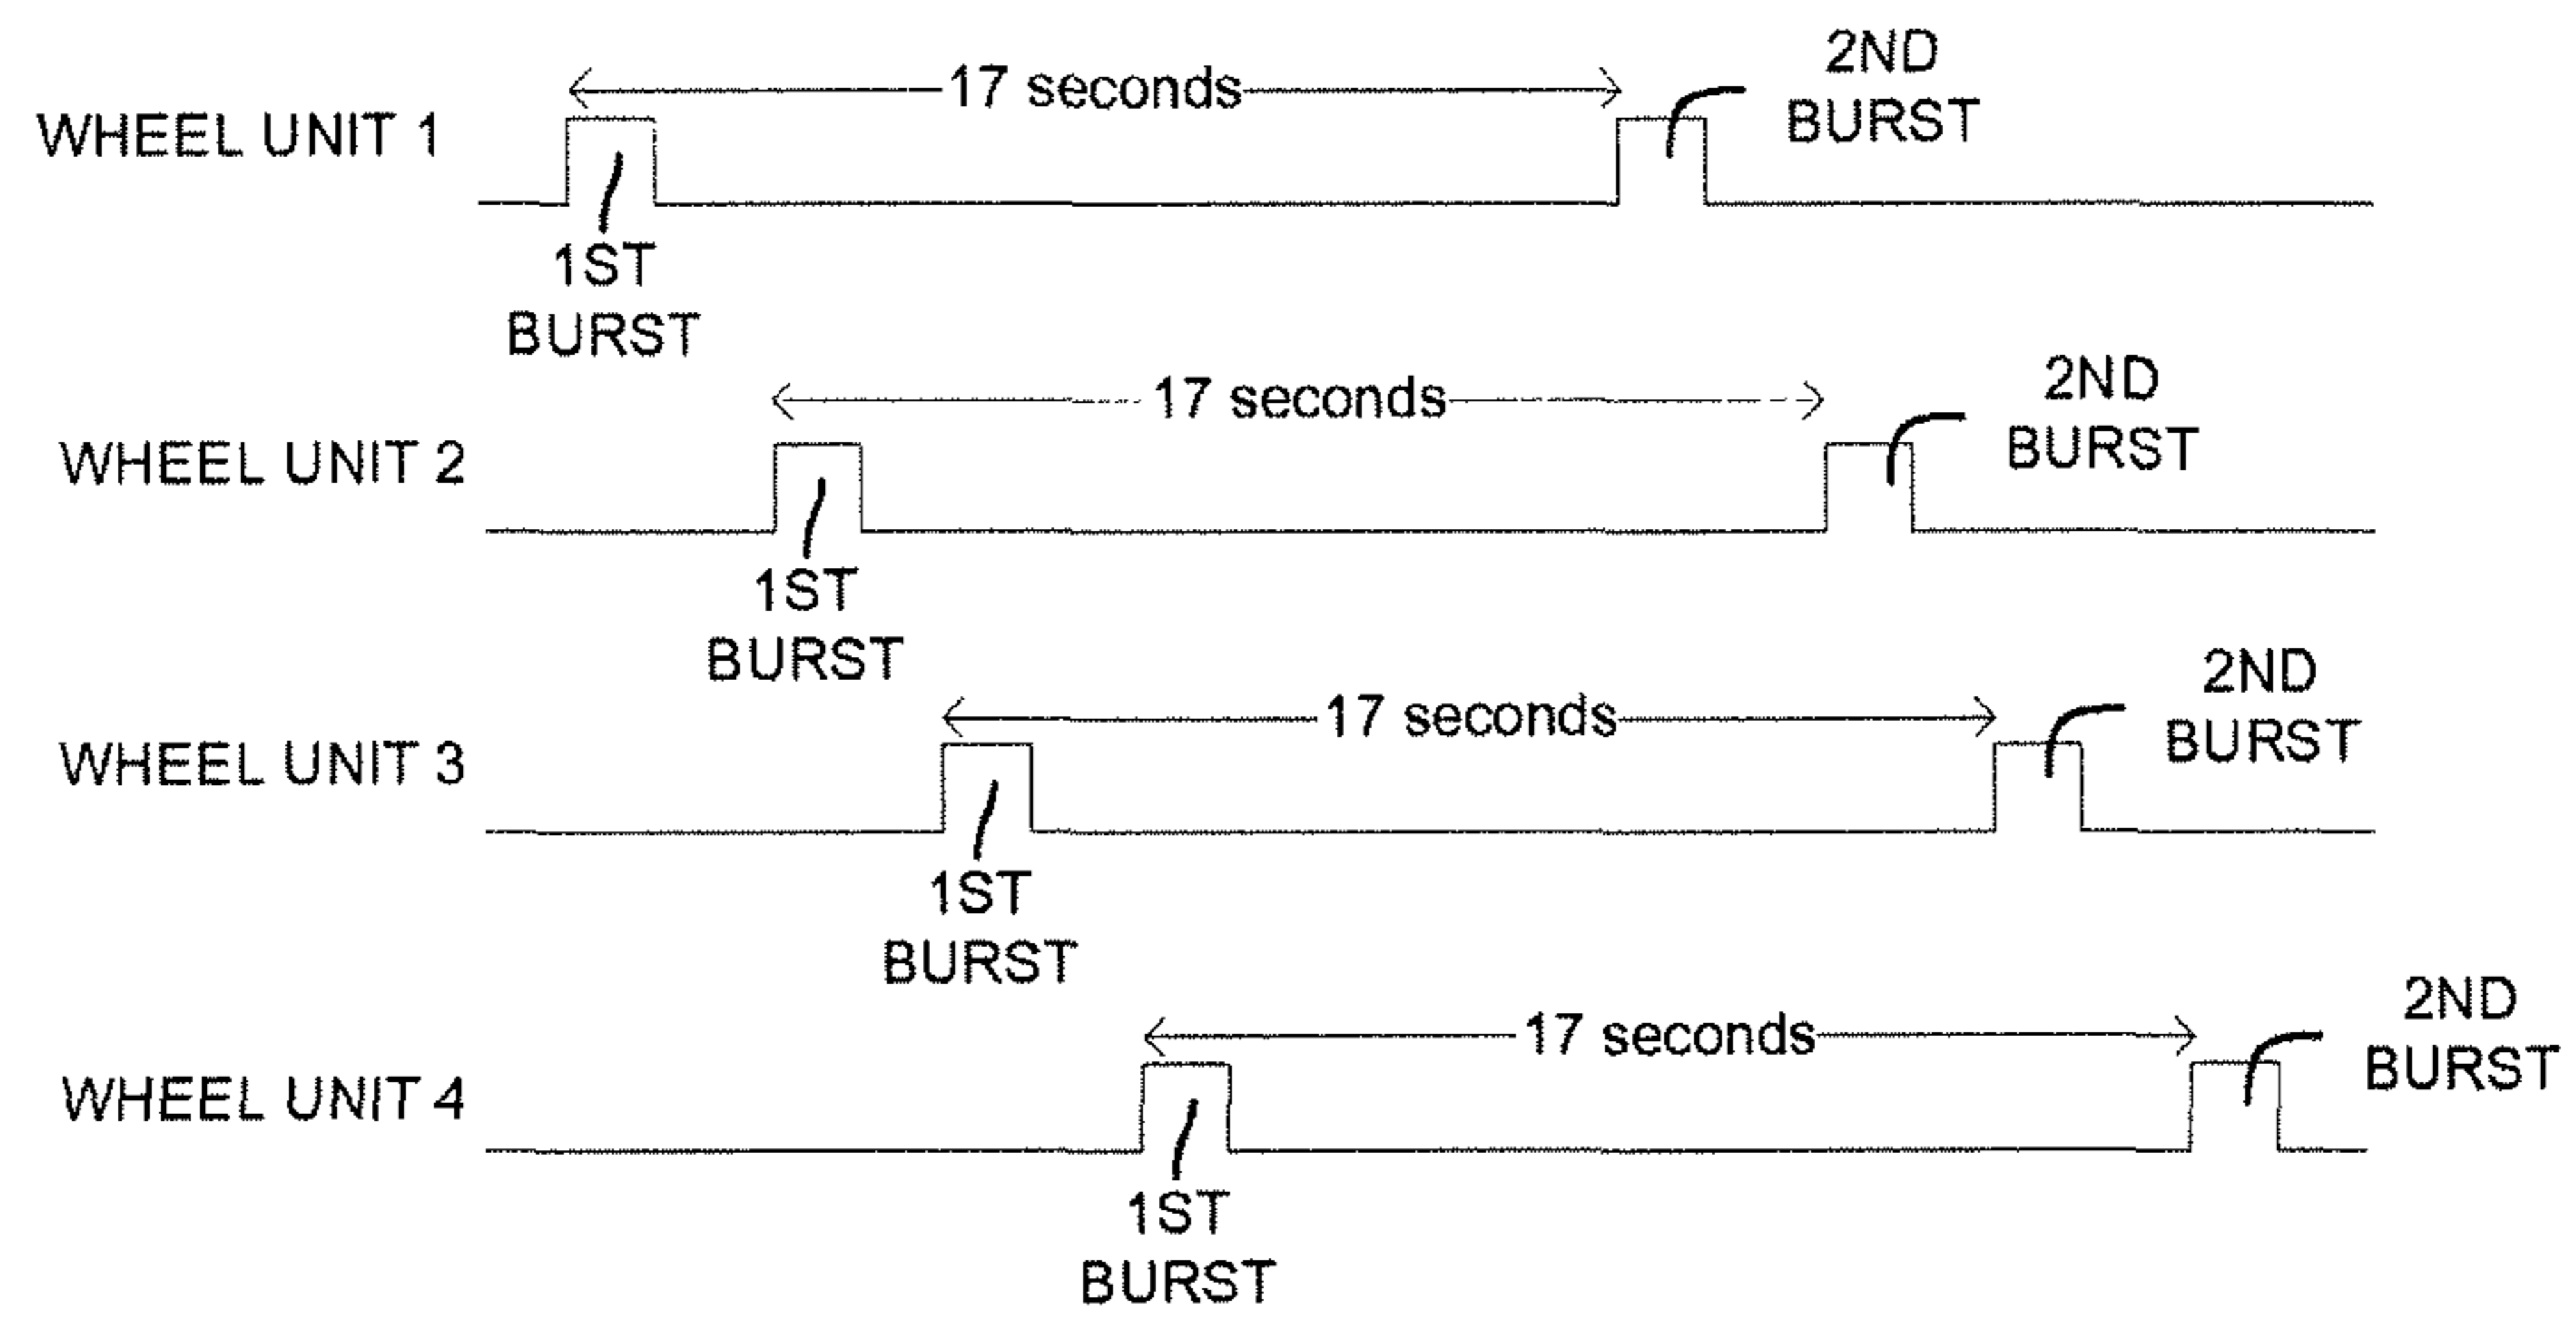 17 seconds
2ND
BURST
WHEEL UNIT 1
1ST
BURST
17 seconds
2ND
BURST
WHEEL UNIT 2
1ST
BURST
17 seconds
2ND
BURST
WHEEL UNIT 3
1ST
BURST
17 seconds
2ND
BURST
WHEEL UNIT 4
1ST
BURST